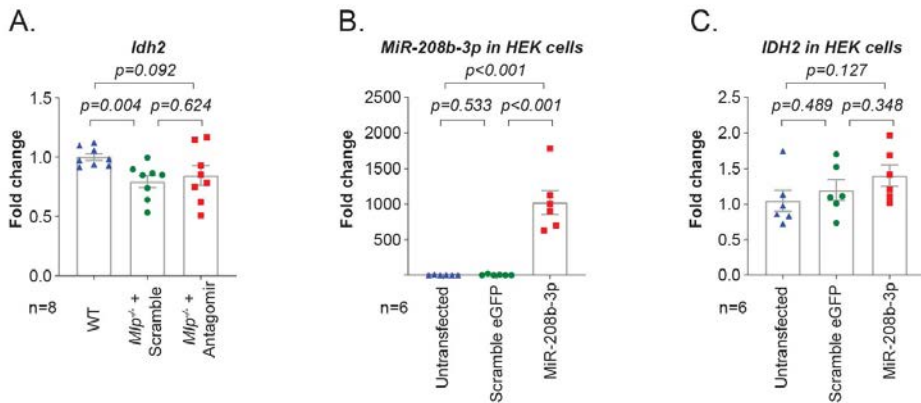 A.
Idh2
p=0.092
p=0.004
p=0.624
1.5
1.0
0.5
0.0
Fold change
n=8
WT
Mlp-/- +
Scramble
Mlp-/- +
Antagomir
B.
MiR-208b-3p in HEK cells
p<0.001
p=0.533
p<0.001
2500
2000
1500
1000
500
Fold change
n=6
Untransfected
Scramble eGFP
MiR-208b-3p
C.
IDH2 in HEK cells
p=0.127
p=0.489
p=0.348
2.5
2.0
1.5
1.0
0.5
0.0
Fold change
n=6
Untransfected
Scramble eGFP
MiR-208b-3p